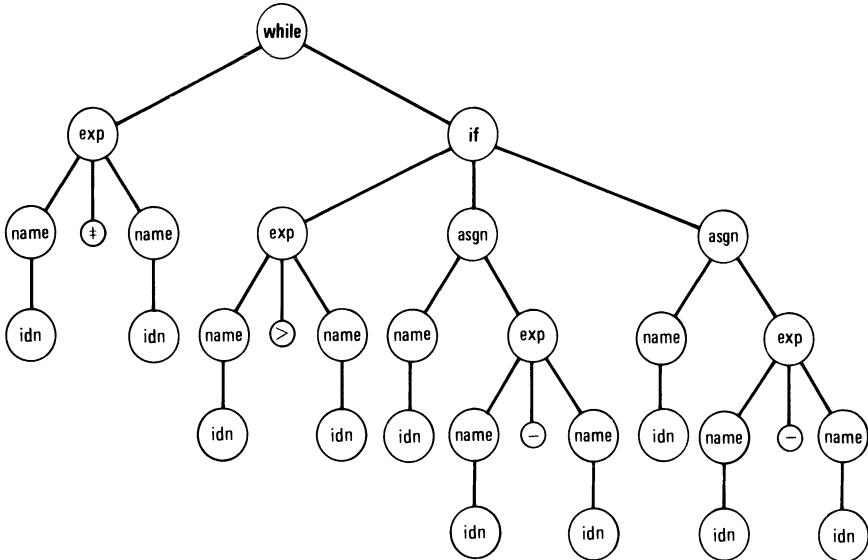 while
exp if
name ‡ name exp asgn asgn
idn idn name > name name exp name exp
idn idn idn name − name idn name − name
idn idn idn idn